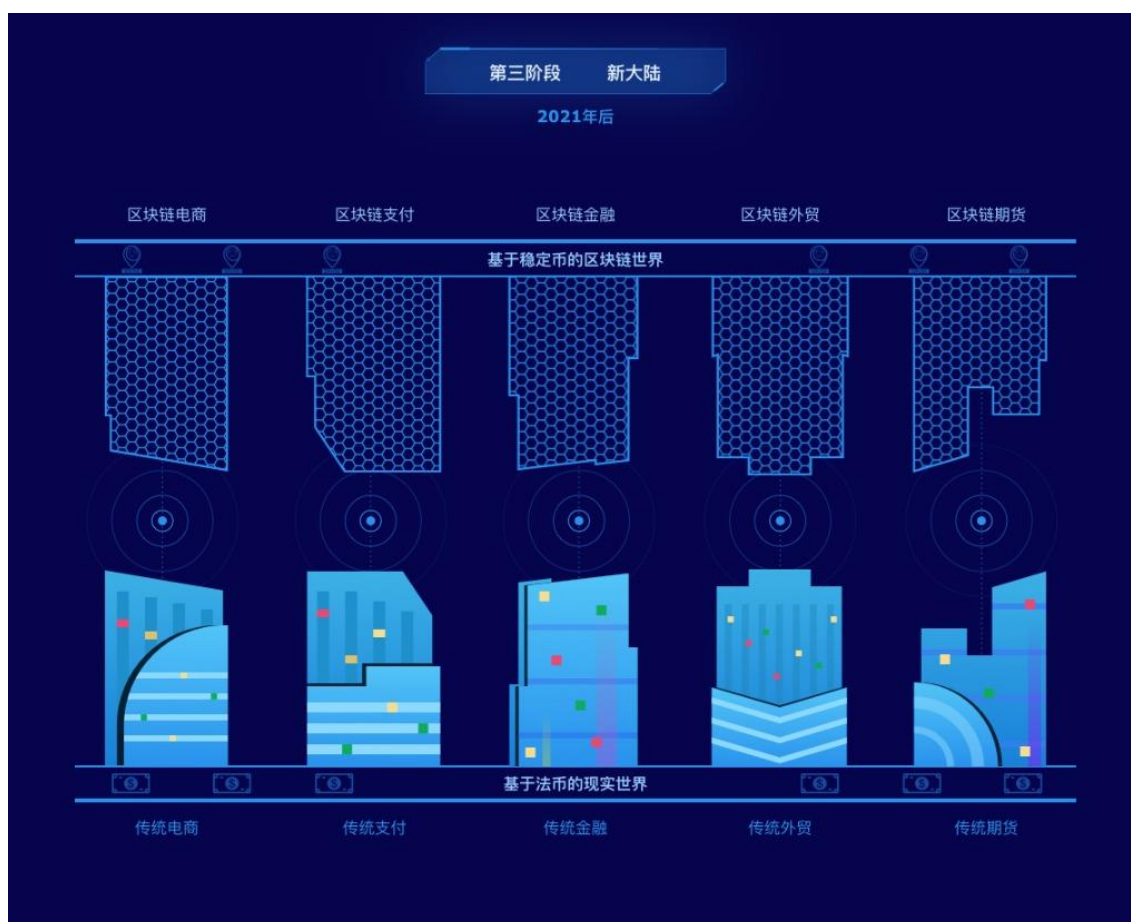 第三阶段 新大陆
2021年后
区块链电商 区块链支付 区块链金融 区块链外贸 区块链期货
基于稳定币的区块链世界
基于法币的现实世界
传统电商 传统支付 传统金融 传统外贸 传统期货